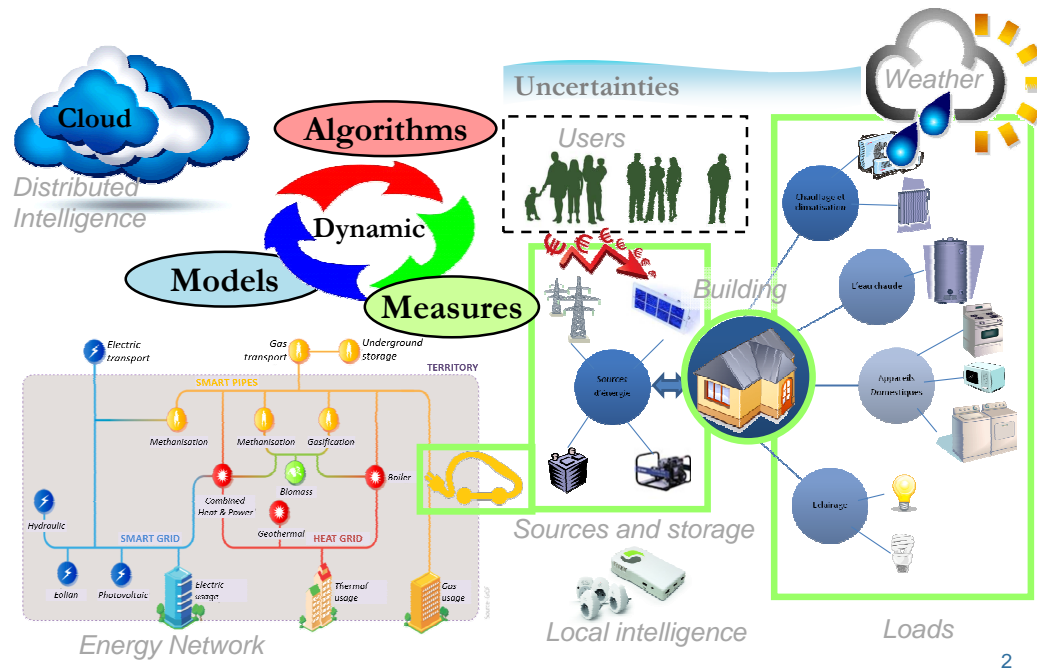 Cloud
Distributed
Intelligence
Algorithms
Dynamic
Models
Measures
Uncertainties
Users
Weather
€ € € € € € €
Building
Chauffage et
climatisation
L'eau chaude
Appareils
Domestiques
Eclairage
Sources
d'énergie
Sources and storage
Local intelligence
Loads
Electric
transport
Gas
transport
Underground
storage
TERRITORY
SMART PIPES
Methanisation
Methanisation
Gasification
Combined
Heat & Power
Biomass
Boiler
Hydraulic
Geothermal
SMART GRID
HEAT GRID
Eolian
Photovoltaic
Electric
usage
Thermal
usage
Gas
usage
Energy Network
2